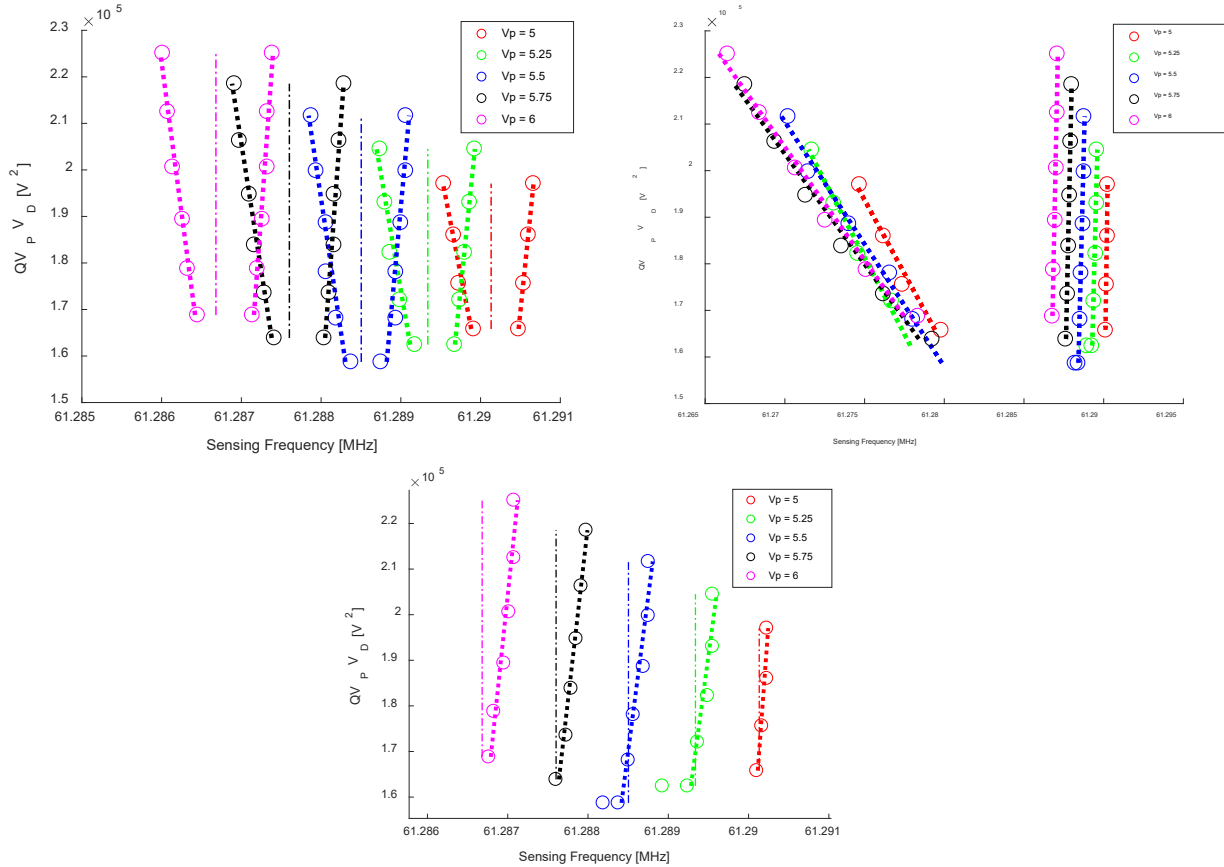 × 10 5
2.3
2.2
2.1
2
1.9
1.8
1.7
1.6
1.5
QV P V D [V 2]
61.285 61.286 61.287 61.288 61.289 61.29 61.291
Sensing Frequency [MHz]
Vp = 5
Vp = 5.25
Vp = 5.5
Vp = 5.75
Vp = 6
× 10 5
2.3
2.2
2.1
2
1.9
1.8
1.7
1.6
1.5
QV P V D [V 2]
61.265 61.27 61.275 61.28 61.285 61.29 61.295
Sensing Frequency [MHz]
Vp = 5
Vp = 5.25
Vp = 5.5
Vp = 5.75
Vp = 6
× 10 5
2.2
2.1
2
1.9
1.8
1.7
1.6
QV P V D [V 2]
61.286 61.287 61.288 61.289 61.29 61.291
Sensing Frequency [MHz]
Vp = 5
Vp = 5.25
Vp = 5.5
Vp = 5.75
Vp = 6